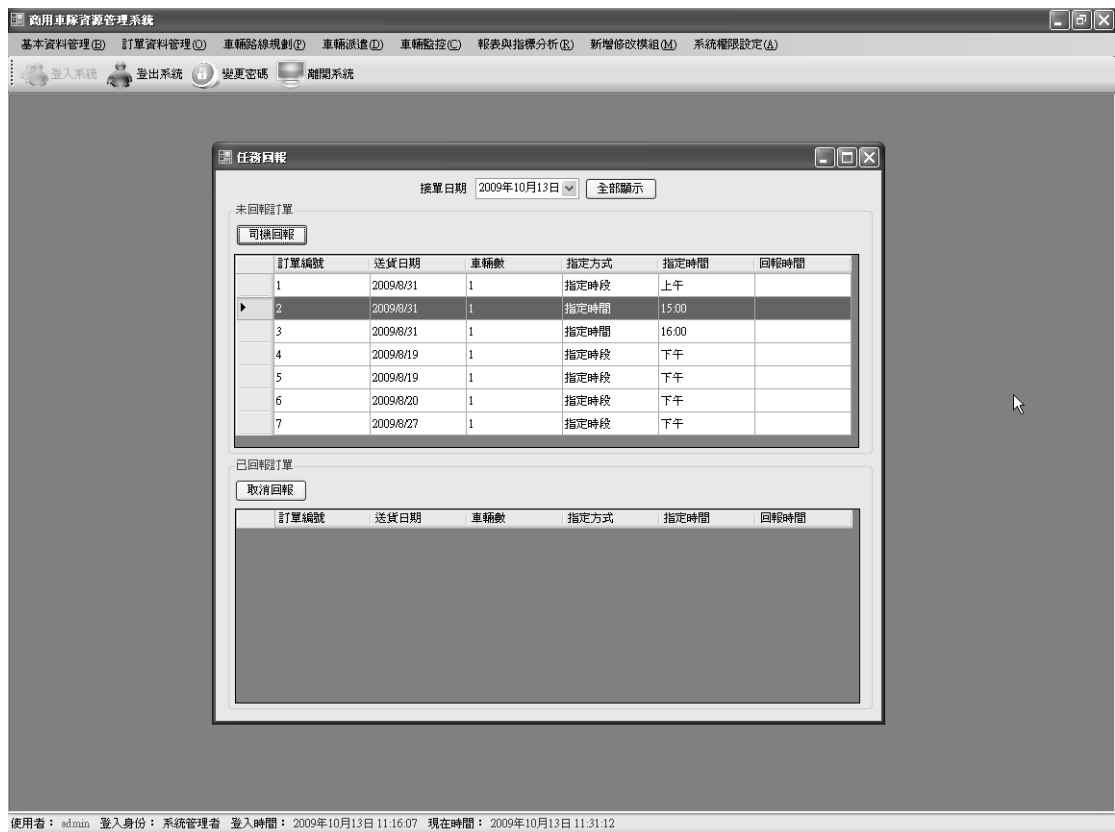 商用車隊資源管理系統
基本資料管理(B) 訂單資料管理(O) 車輛路線規劃(P) 車輛派遣(D) 車輛監控(C) 報表與指標分析(R) 新增修改模組(M) 系統權限設定(A)
登入系統 登出系統 變更密碼 離開系統
任務回報
接單日期 2009年10月13日 全部顯示
未回報訂單
司機回報
訂單編號 送貨日期 車輛數 指定方式 指定時間 回報時間
1 2009/8/31 1 指定時段 上午
2 2009/8/31 1 指定時間 15:00
3 2009/8/31 1 指定時間 16:00
4 2009/8/19 1 指定時段 下午
5 2009/8/19 1 指定時段 下午
6 2009/8/20 1 指定時段 下午
7 2009/8/27 1 指定時段 下午
已回報訂單
取消回報
訂單編號 送貨日期 車輛數 指定方式 指定時間 回報時間
使用者： admin 登入身份： 系統管理者 登入時間： 2009年10月13日 11:16:07 現在時間： 2009年10月13日 11:31:12